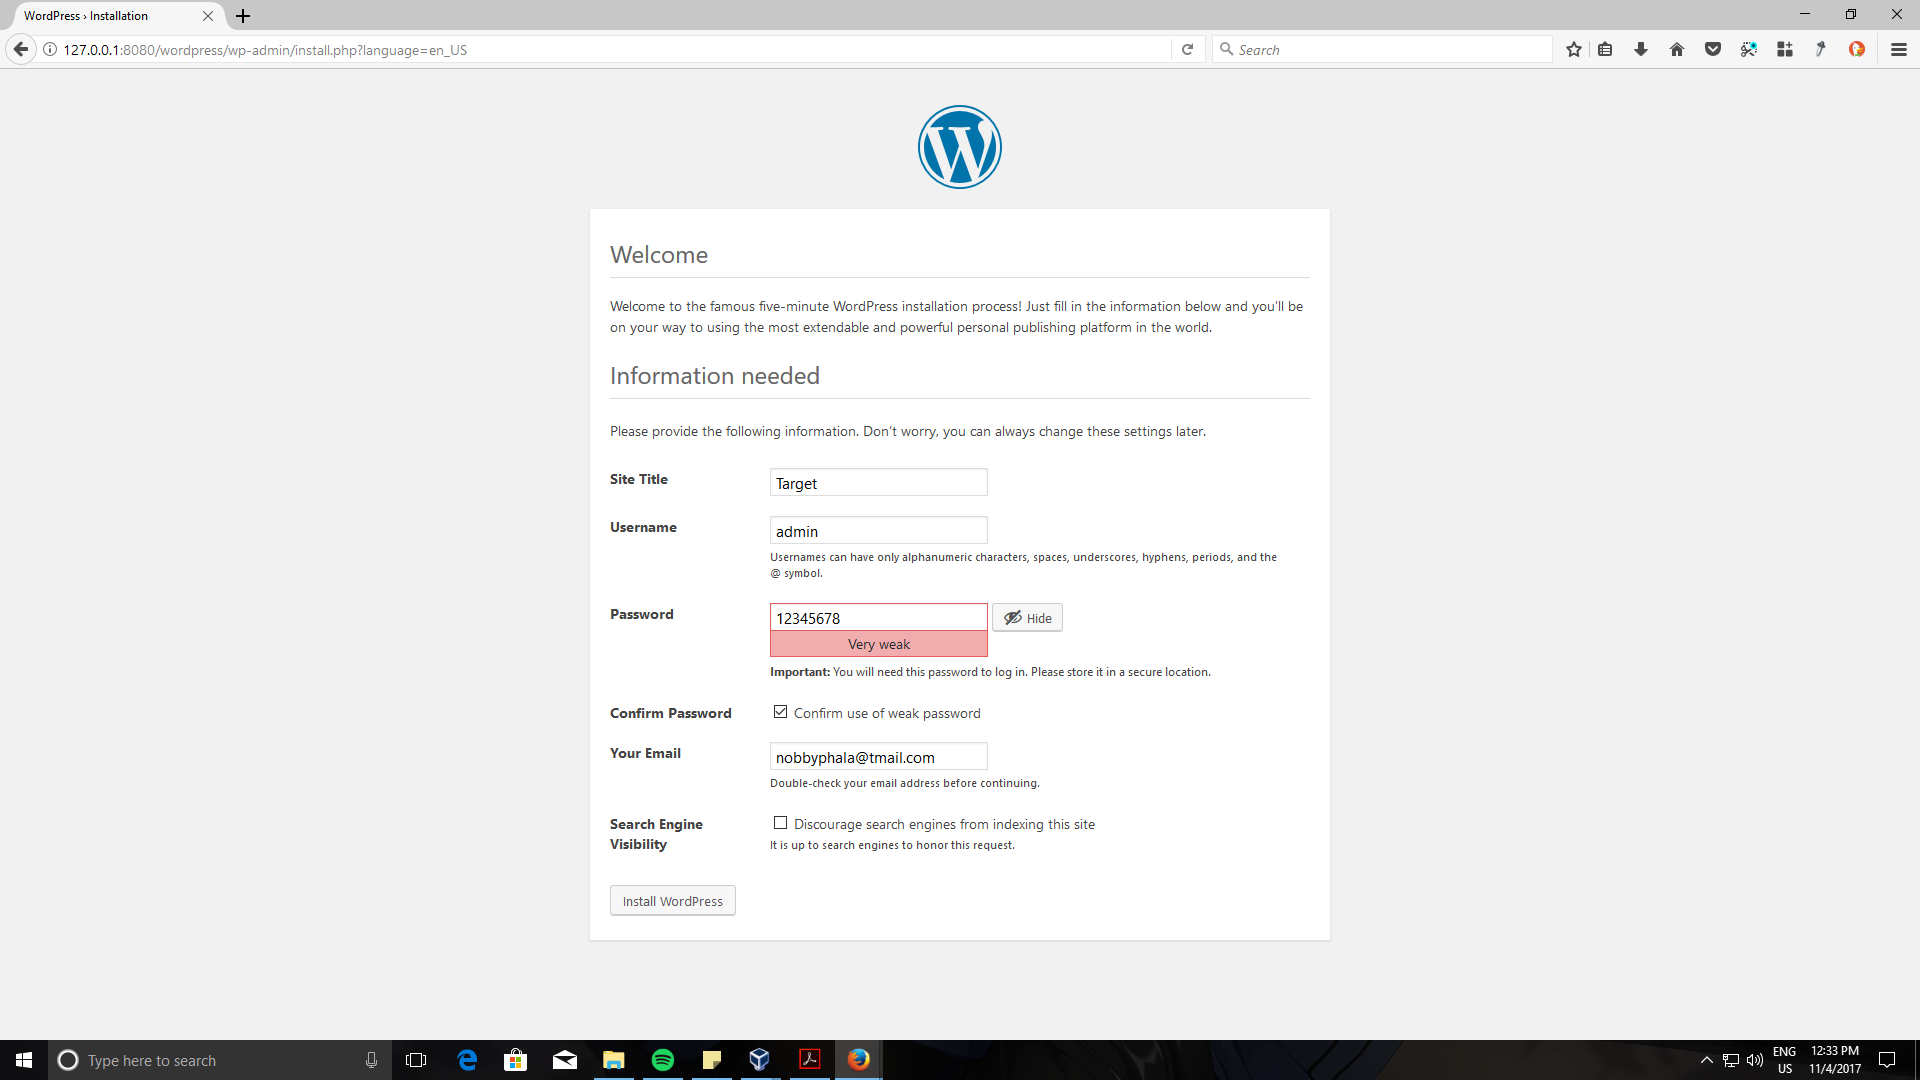 WordPress › Installation
127.0.0.1:8080/wordpress/wp-admin/install.php?language=en_US
Search
Welcome
Welcome to the famous five-minute WordPress installation process! Just fill in the information below and you’ll be
on your way to using the most extendable and powerful personal publishing platform in the world.
Information needed
Please provide the following information. Don’t worry, you can always change these settings later.
Site Title
Target
Username
admin
Usernames can have only alphanumeric characters, spaces, underscores, hyphens, periods, and the
@ symbol.
Password
12345678
Hide
Very weak
Important: You will need this password to log in. Please store it in a secure location.
Confirm Password
Confirm use of weak password
Your Email
nobbyphala@tmail.com
Double-check your email address before continuing.
Search Engine
Visibility
Discourage search engines from indexing this site
It is up to search engines to honor this request.
Install WordPress
Type here to search
ENG
US
12:33 PM
11/4/2017